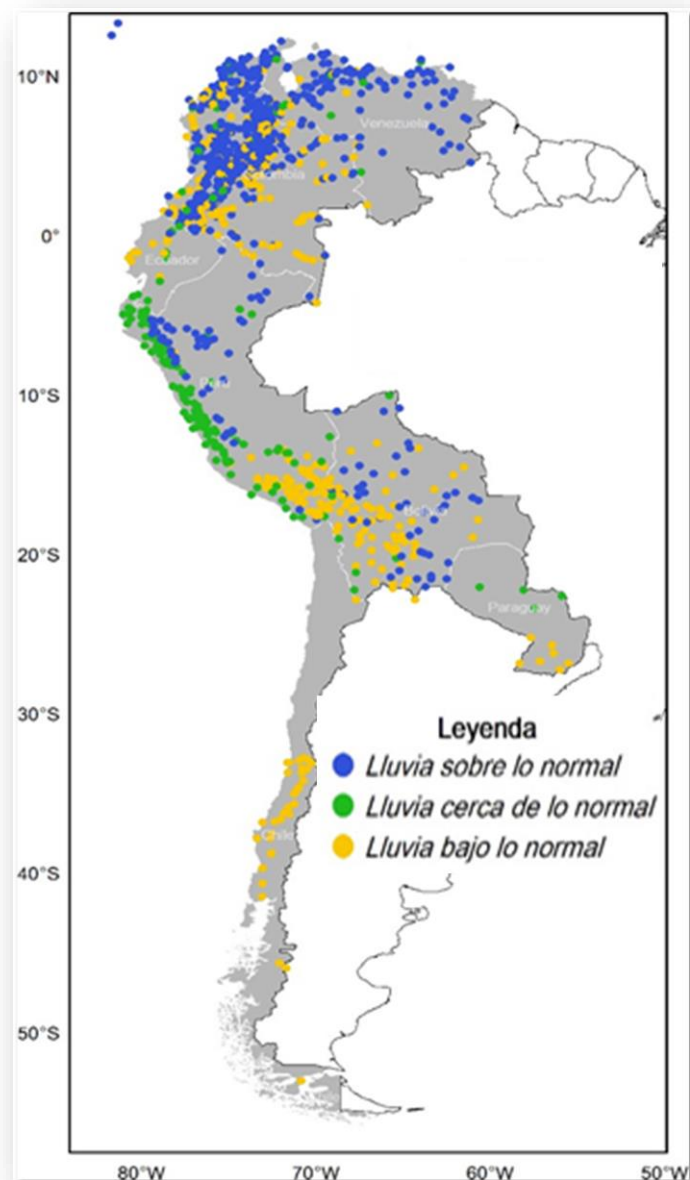 10°N
Venezuela
Colombia
0°
Ecuador
10°S
Perú
Bolivia
20°S
Paraguay
30°S
Leyenda
Lluvia sobre lo normal
Lluvia cerca de lo normal
Lluvia bajo lo normal
Chile
40°S
50°S
80°W 70°W 60°W 50°W